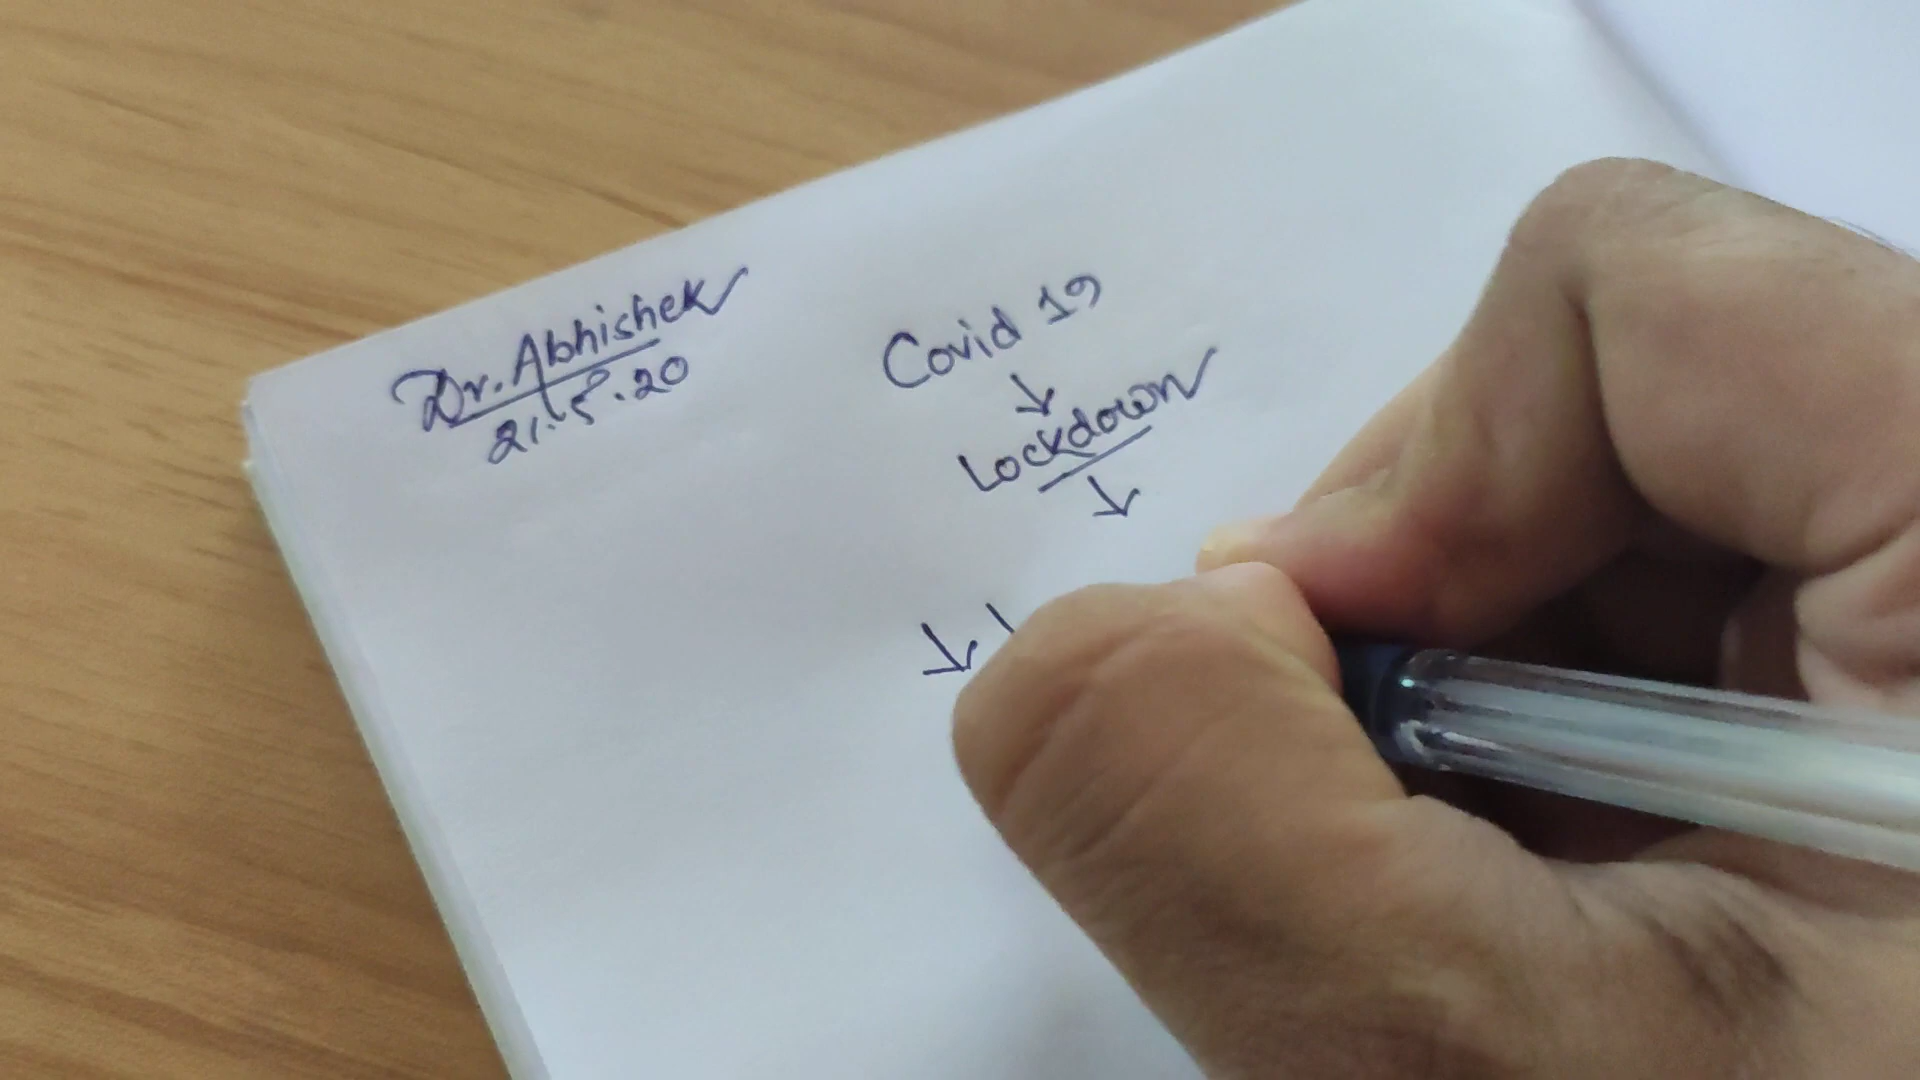 Dr. Abhishek
21.5.20
Covid 19
↓
Lockdown
↓
↓